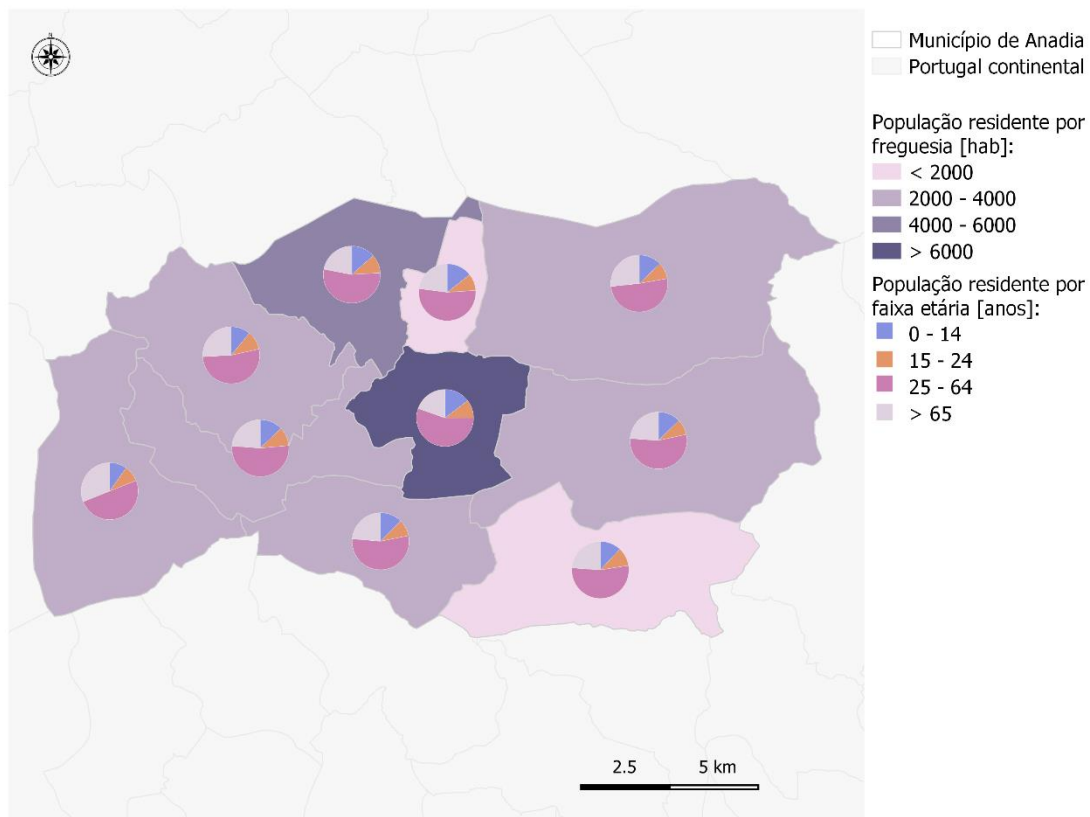 Município de Anadia
Portugal continental
População residente por
freguesia [hab]:
< 2000
2000 - 4000
4000 - 6000
> 6000
População residente por
faixa etária [anos]:
0 - 14
15 - 24
25 - 64
> 65
2.5 5 km